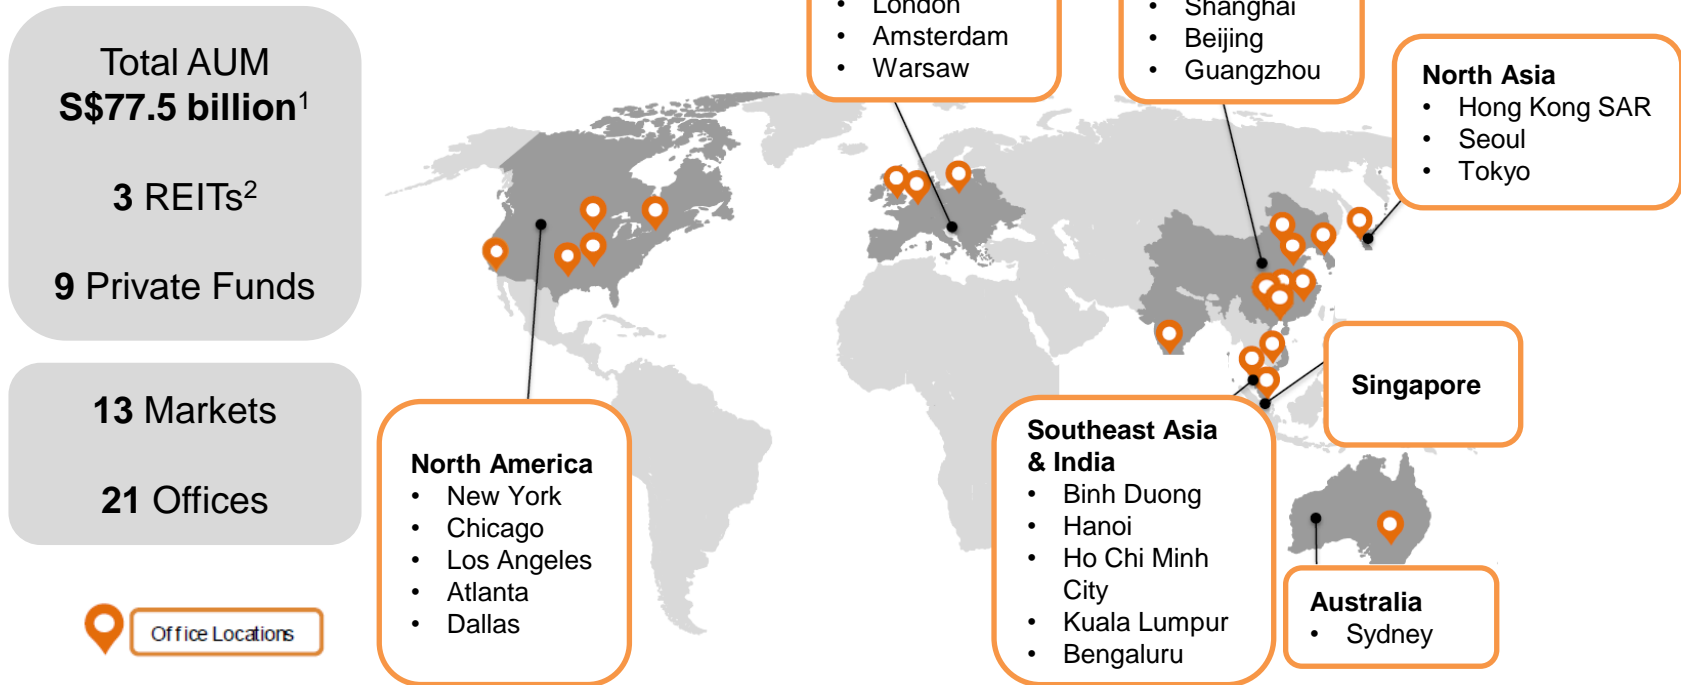 Total AUM
S$77.5 billion¹
3 REITs²
9 Private Funds
13 Markets
21 Offices
Office Locations
North America
• New York
• Chicago
• Los Angeles
• Atlanta
• Dallas
• London
• Amsterdam
• Warsaw
• Shanghai
• Beijing
• Guangzhou
North Asia
• Hong Kong SAR
• Seoul
• Tokyo
Singapore
Southeast Asia
& India
• Binh Duong
• Hanoi
• Ho Chi Minh
City
• Kuala Lumpur
• Bengaluru
Australia
• Sydney